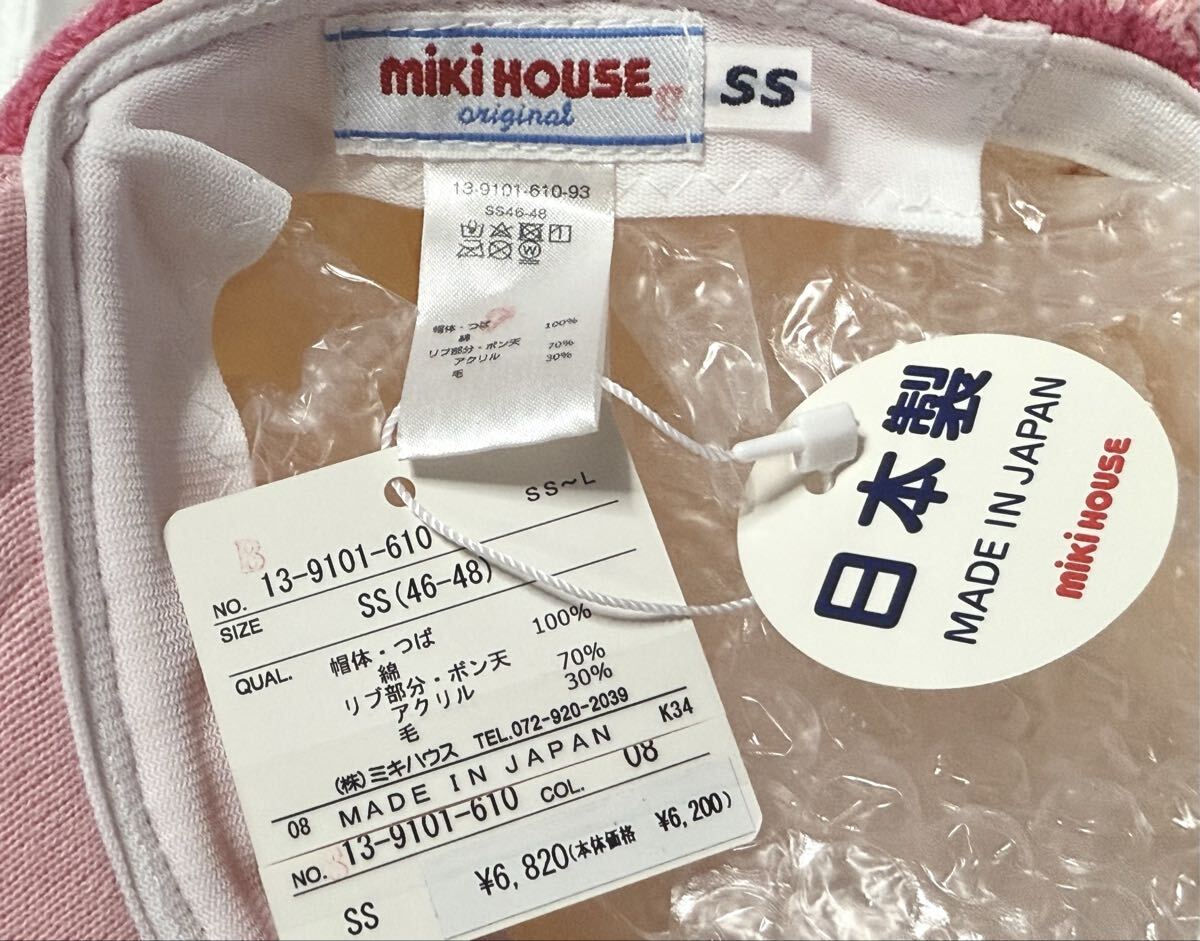 miki HOUSE
original
SS
13-9101-610-93
SS46-48
帽体・つば
綿 100%
リブ部分・ボン天
アクリル 70%
毛 30%
SS～L
B
NO. 13-9101-610
SIZE SS(46-48)
QUAL. 帽体・つば
綿 100%
リブ部分・ボン天
アクリル 70%
毛 30%
(株)ミキハウス TEL.072-920-2039
08 MADE IN JAPAN K34
NO. 13-9101-610 COL. 08
SS ¥6,820(本体価格 ¥6,200)
日本製
MADE IN JAPAN
miki HOUSE